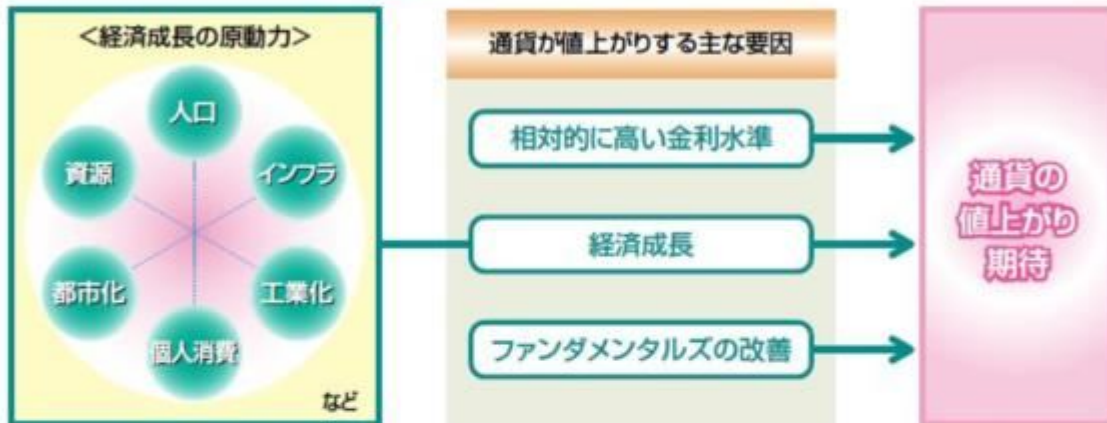 <経済成長の原動力>
人口
資源
インフラ
都市化
工業化
個人消費
など
通貨が値上がりする主な要因
相対的に高い金利水準
経済成長
ファンダメンタルズの改善
通貨の
値上がり
期待